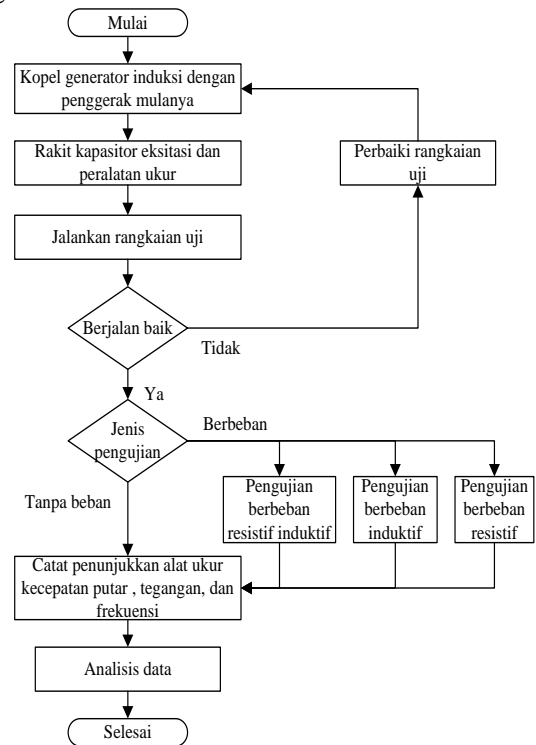 Mulai
Kopel generator induksi dengan
penggerak mulanya
Rakit kapasitor eksitasi dan
peralatan ukur
Perbaiki rangkaian
uji
Jalankan rangkaian uji
Berjalan baik
Tidak
Ya
Jenis
pengujian
Berbeban
Tanpa beban
Pengujian
berbeban
resistif induktif
Pengujian
berbeban
induktif
Pengujian
berbeban
resistif
Catat penunjukkan alat ukur
kecepatan putar , tegangan, dan
frekuensi
Analisis data
Selesai